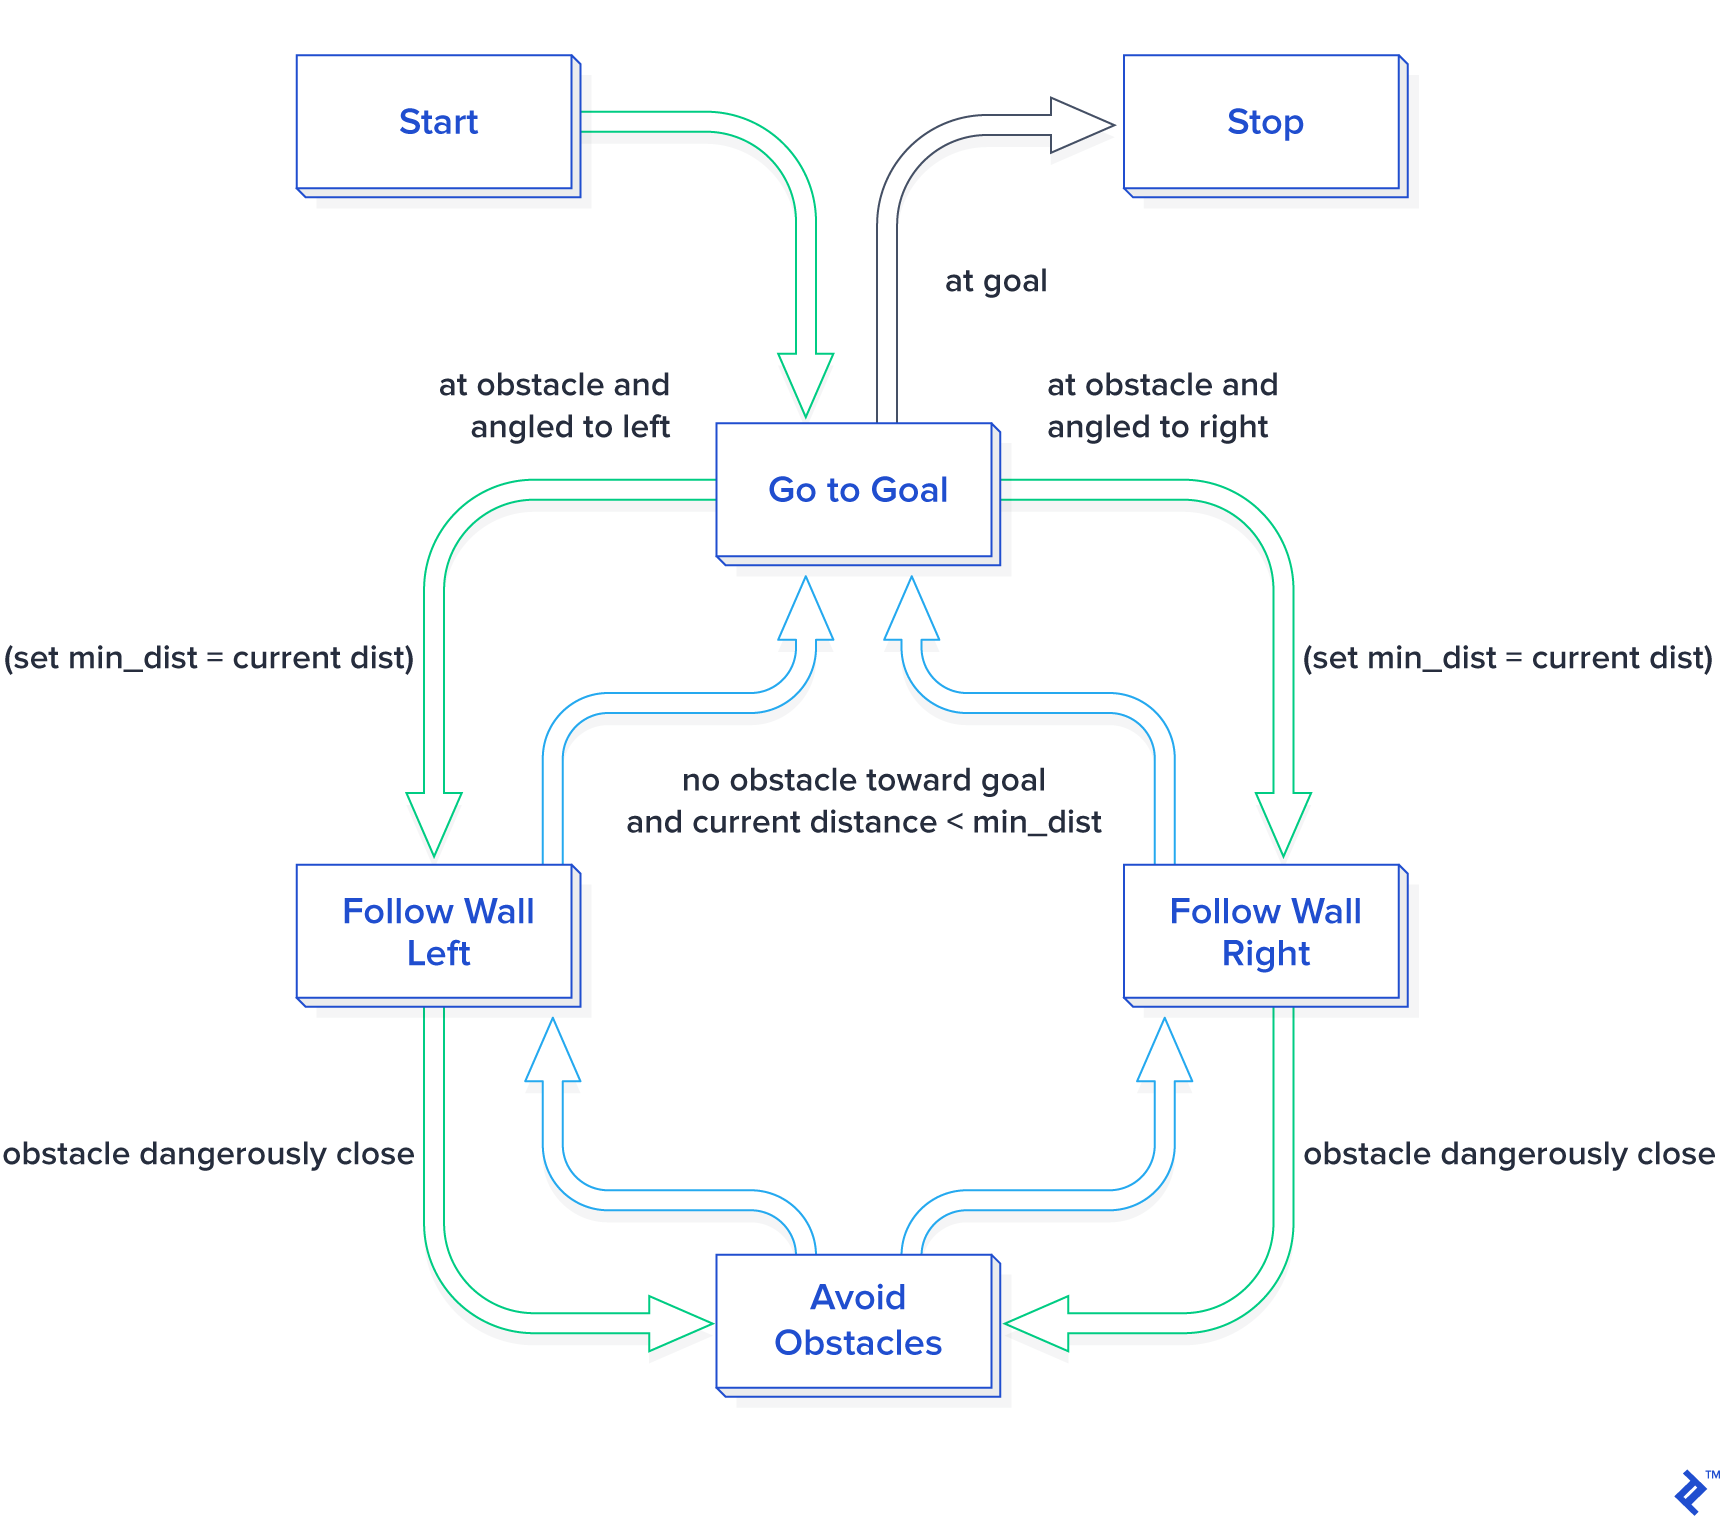 Start
Stop
at goal
at obstacle and
angled to left
at obstacle and
angled to right
Go to Goal
(set min_dist = current dist)
(set min_dist = current dist)
no obstacle toward goal
and current distance < min_dist
Follow Wall
Left
Follow Wall
Right
obstacle dangerously close
obstacle dangerously close
Avoid
Obstacles
TM